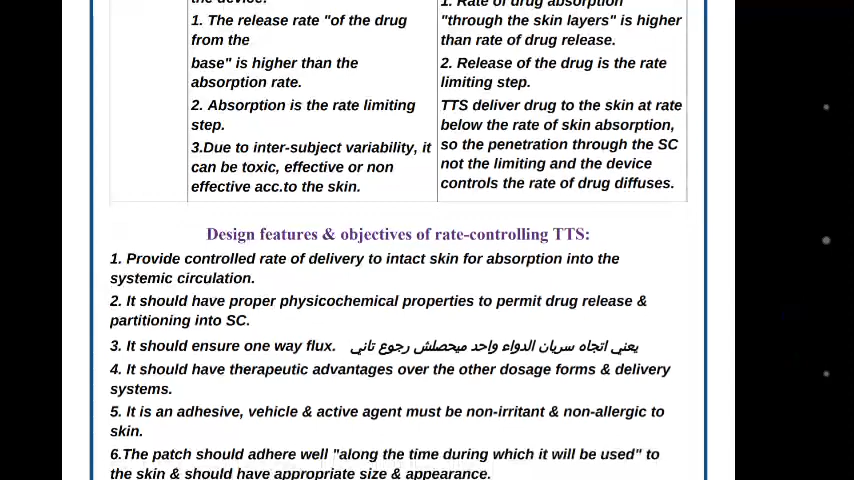 the device.
1. The release rate "of the drug
from the
base" is higher than the
absorption rate.
2. Absorption is the rate limiting
step.
3.Due to inter-subject variability, it
can be toxic, effective or non
effective acc.to the skin.
1. Rate of drug absorption
"through the skin layers" is higher
than rate of drug release.
2. Release of the drug is the rate
limiting step.
TTS deliver drug to the skin at rate
below the rate of skin absorption,
so the penetration through the SC
not the limiting and the device
controls the rate of drug diffuses.
Design features & objectives of rate-controlling TTS:
1. Provide controlled rate of delivery to intact skin for absorption into the
systemic circulation.
2. It should have proper physicochemical properties to permit drug release &
partitioning into SC.
3. It should ensure one way flux. يعني اتجاه سريان الدواء واحد ميحصلش رجوع تاني
4. It should have therapeutic advantages over the other dosage forms & delivery
systems.
5. It is an adhesive, vehicle & active agent must be non-irritant & non-allergic to
skin.
6.The patch should adhere well "along the time during which it will be used" to
the skin & should have appropriate size & appearance.